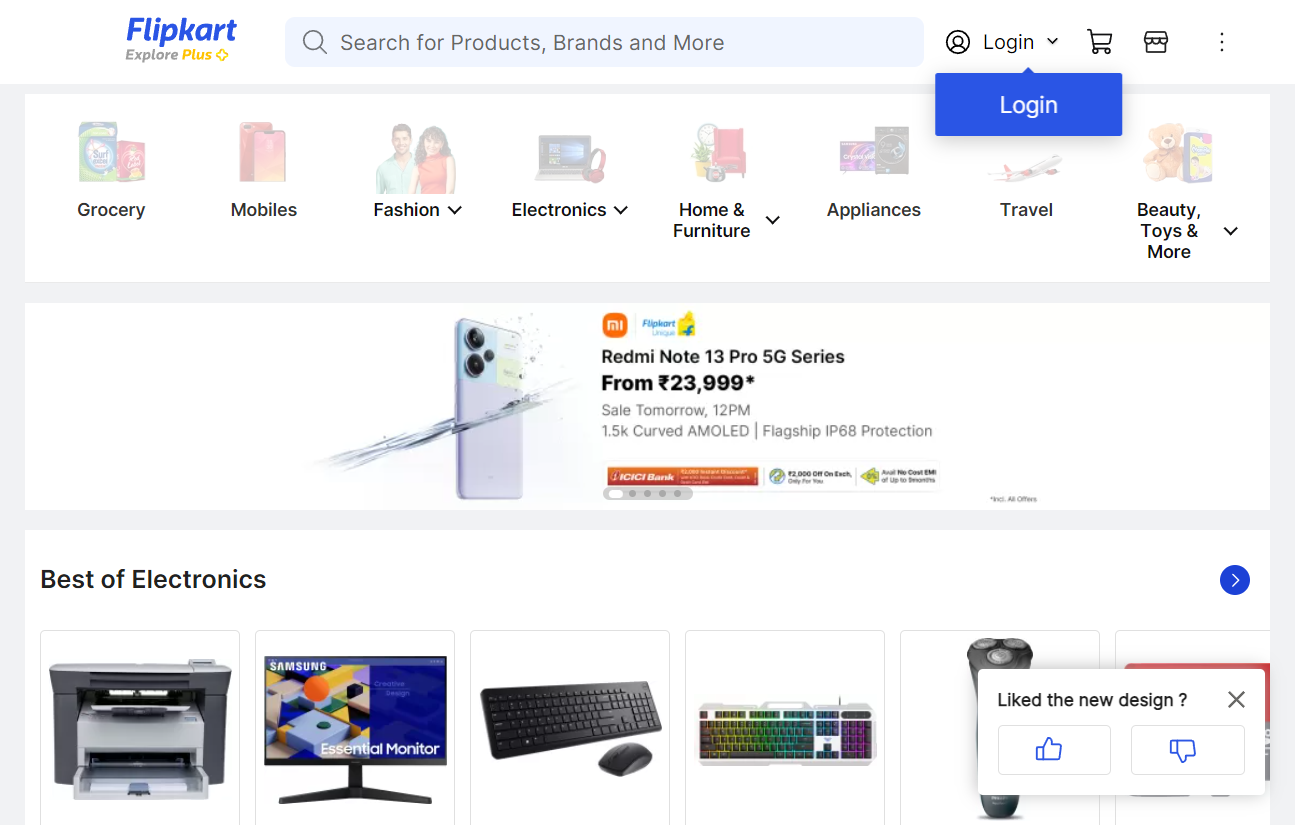 Flipkart
Explore Plus
Search for Products, Brands and More
Login
Login
Grocery
Mobiles
Fashion
Electronics
Home &
Furniture
Appliances
Travel
Beauty,
Toys &
More
Flipkart
Unique
Redmi Note 13 Pro 5G Series
From ₹23,999*
Sale Tomorrow, 12PM
1.5k Curved AMOLED | Flagship IP68 Protection
ICICI Bank
₹2,000 Off On Exch,
Only For You
Avail No Cost EMI
of Up to 9months
*Incl. All Offers
Best of Electronics
SAMSUNG
Creative
Design
Essential Monitor
Liked the new design ?